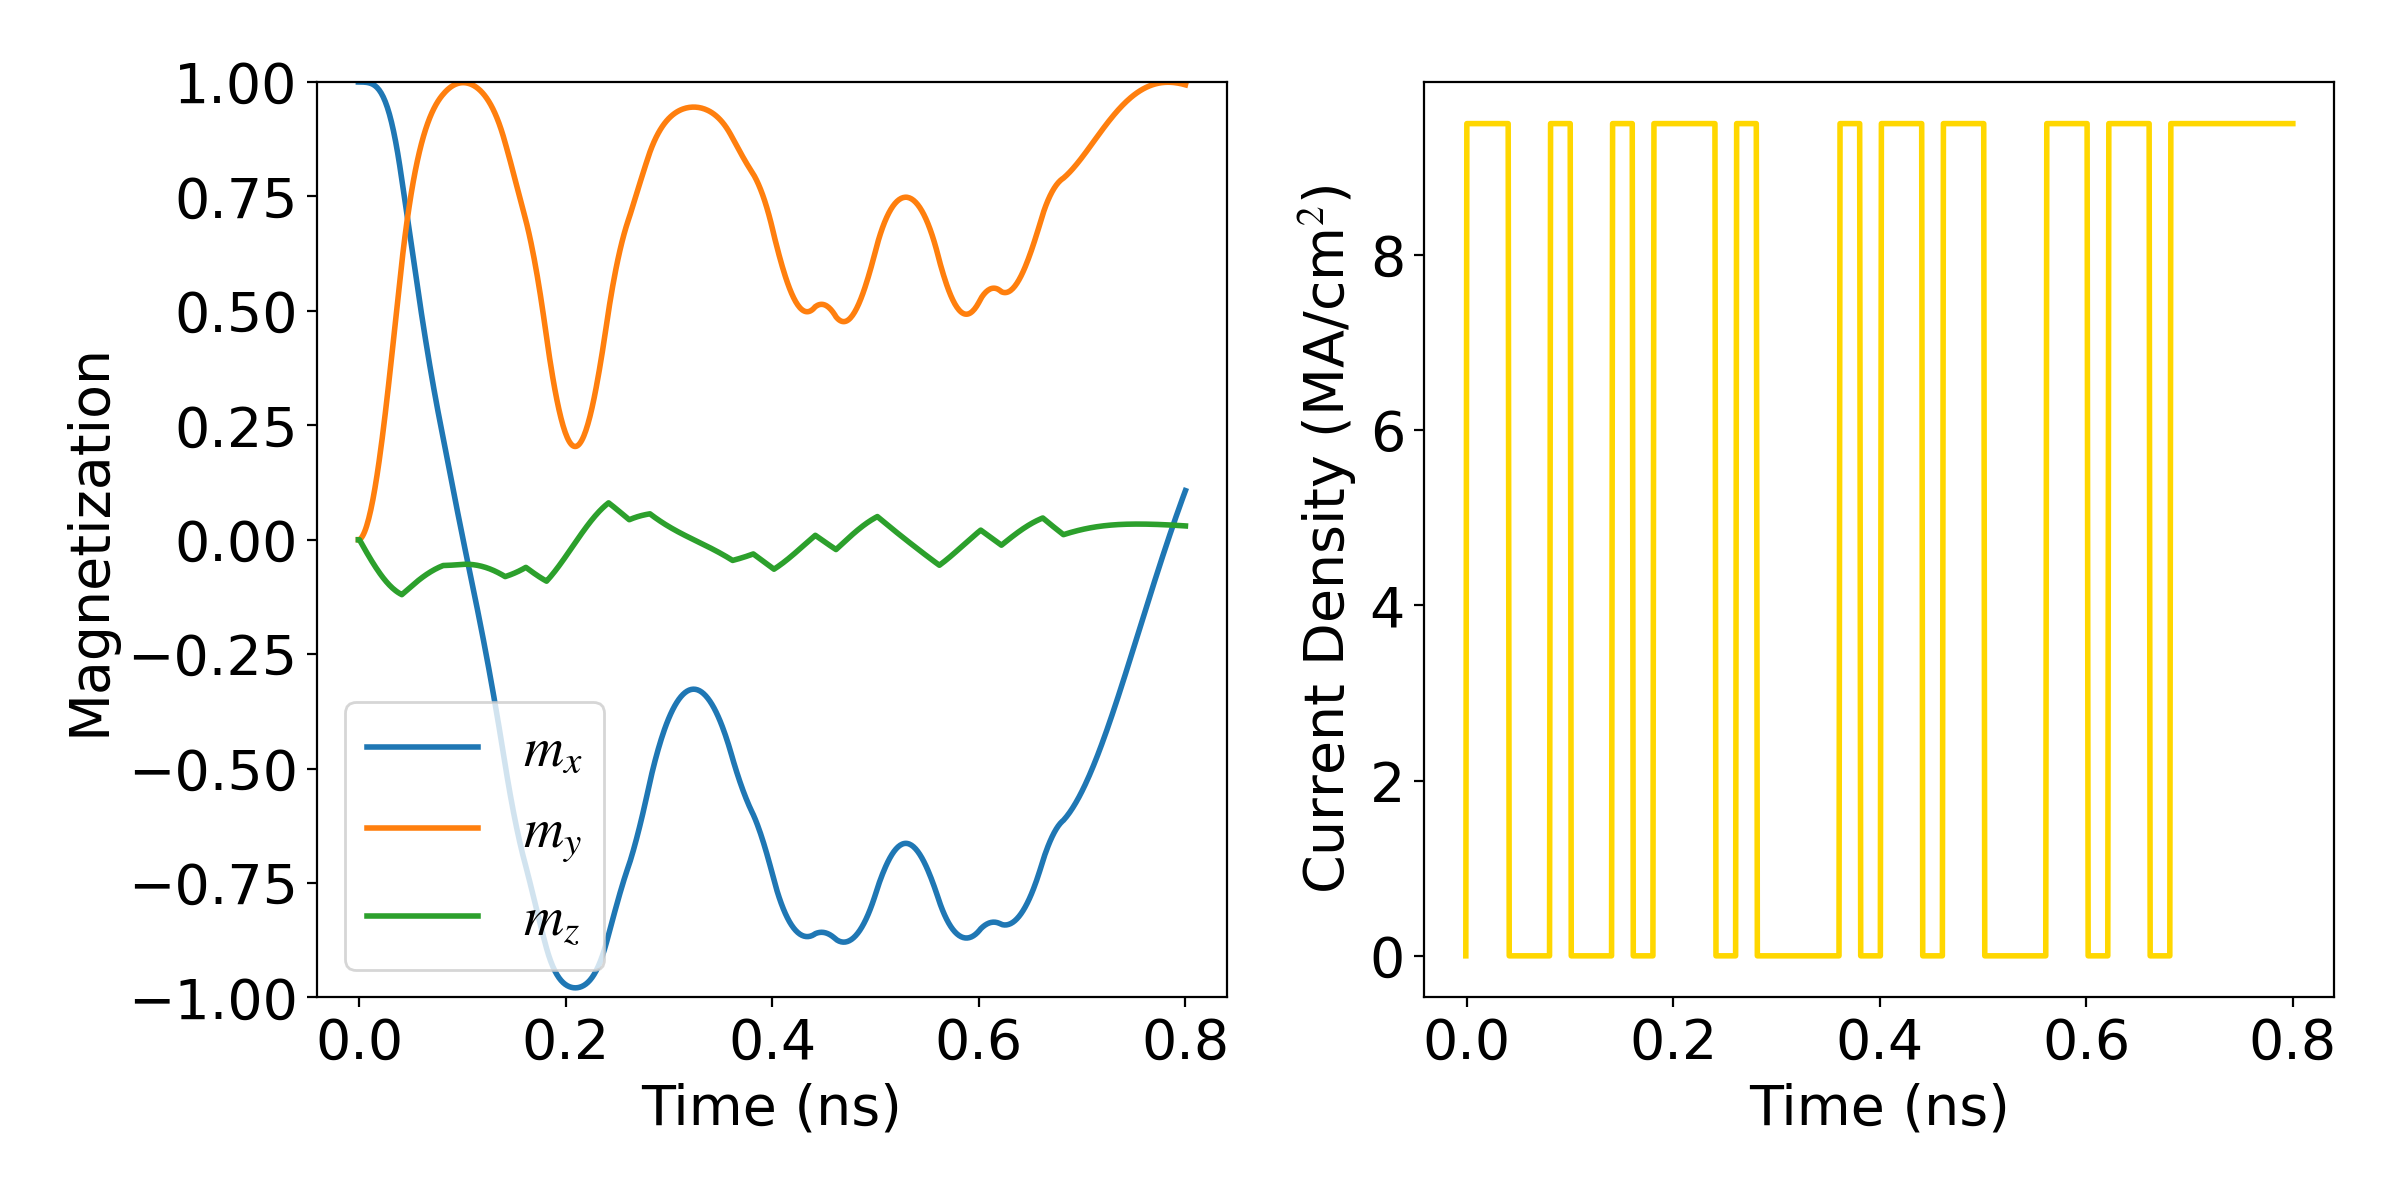 1.00
0.75
0.50
0.25
0.00
−0.25
−0.50
−0.75
−1.00
Magnetization
m_x
m_y
m_z
0.0 0.2 0.4 0.6 0.8
Time (ns)
8
6
4
2
0
Current Density (MA/cm²)
0.0 0.2 0.4 0.6 0.8
Time (ns)